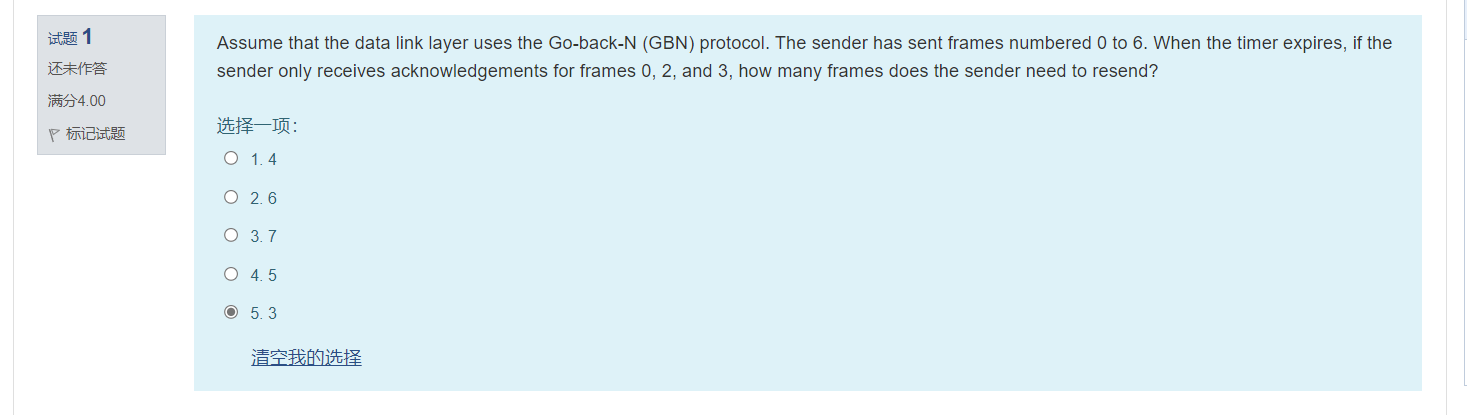 试题 1
还未作答
满分4.00
标记试题
Assume that the data link layer uses the Go-back-N (GBN) protocol. The sender has sent frames numbered 0 to 6. When the timer expires, if the
sender only receives acknowledgements for frames 0, 2, and 3, how many frames does the sender need to resend?
选择一项：
1. 4
2. 6
3. 7
4. 5
5. 3
清空我的选择